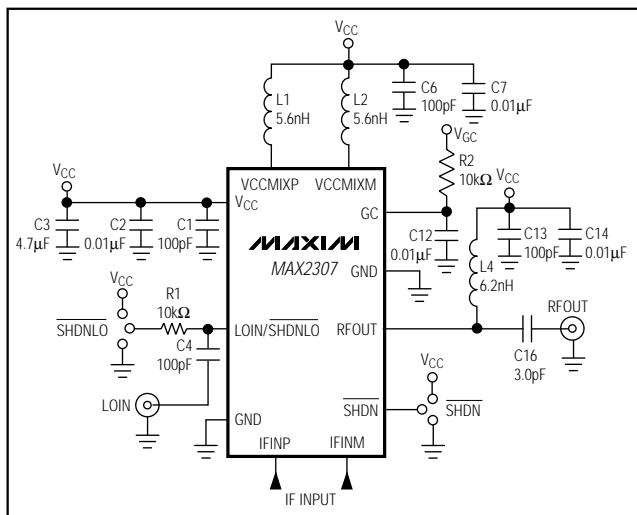 VCC
L1
5.6nH
L2
5.6nH
C6
100pF
C7
0.01µF
VGC
R2
10kΩ
VCC
VCCMIXP
VCCMIXM
VCC
VCC
C3
4.7µF
C2
0.01µF
C1
100pF
GC
C12
0.01µF
C13
100pF
C14
0.01µF
MAXIM
MAX2307
GND
L4
6.2nH
VCC
R1
10kΩ
SHDNLO
LOIN/SHDNLO
RFOUT
RFOUT
C4
100pF
C16
3.0pF
LOIN
VCC
SHDN
SHDN
GND
IFINP
IFINM
IF INPUT